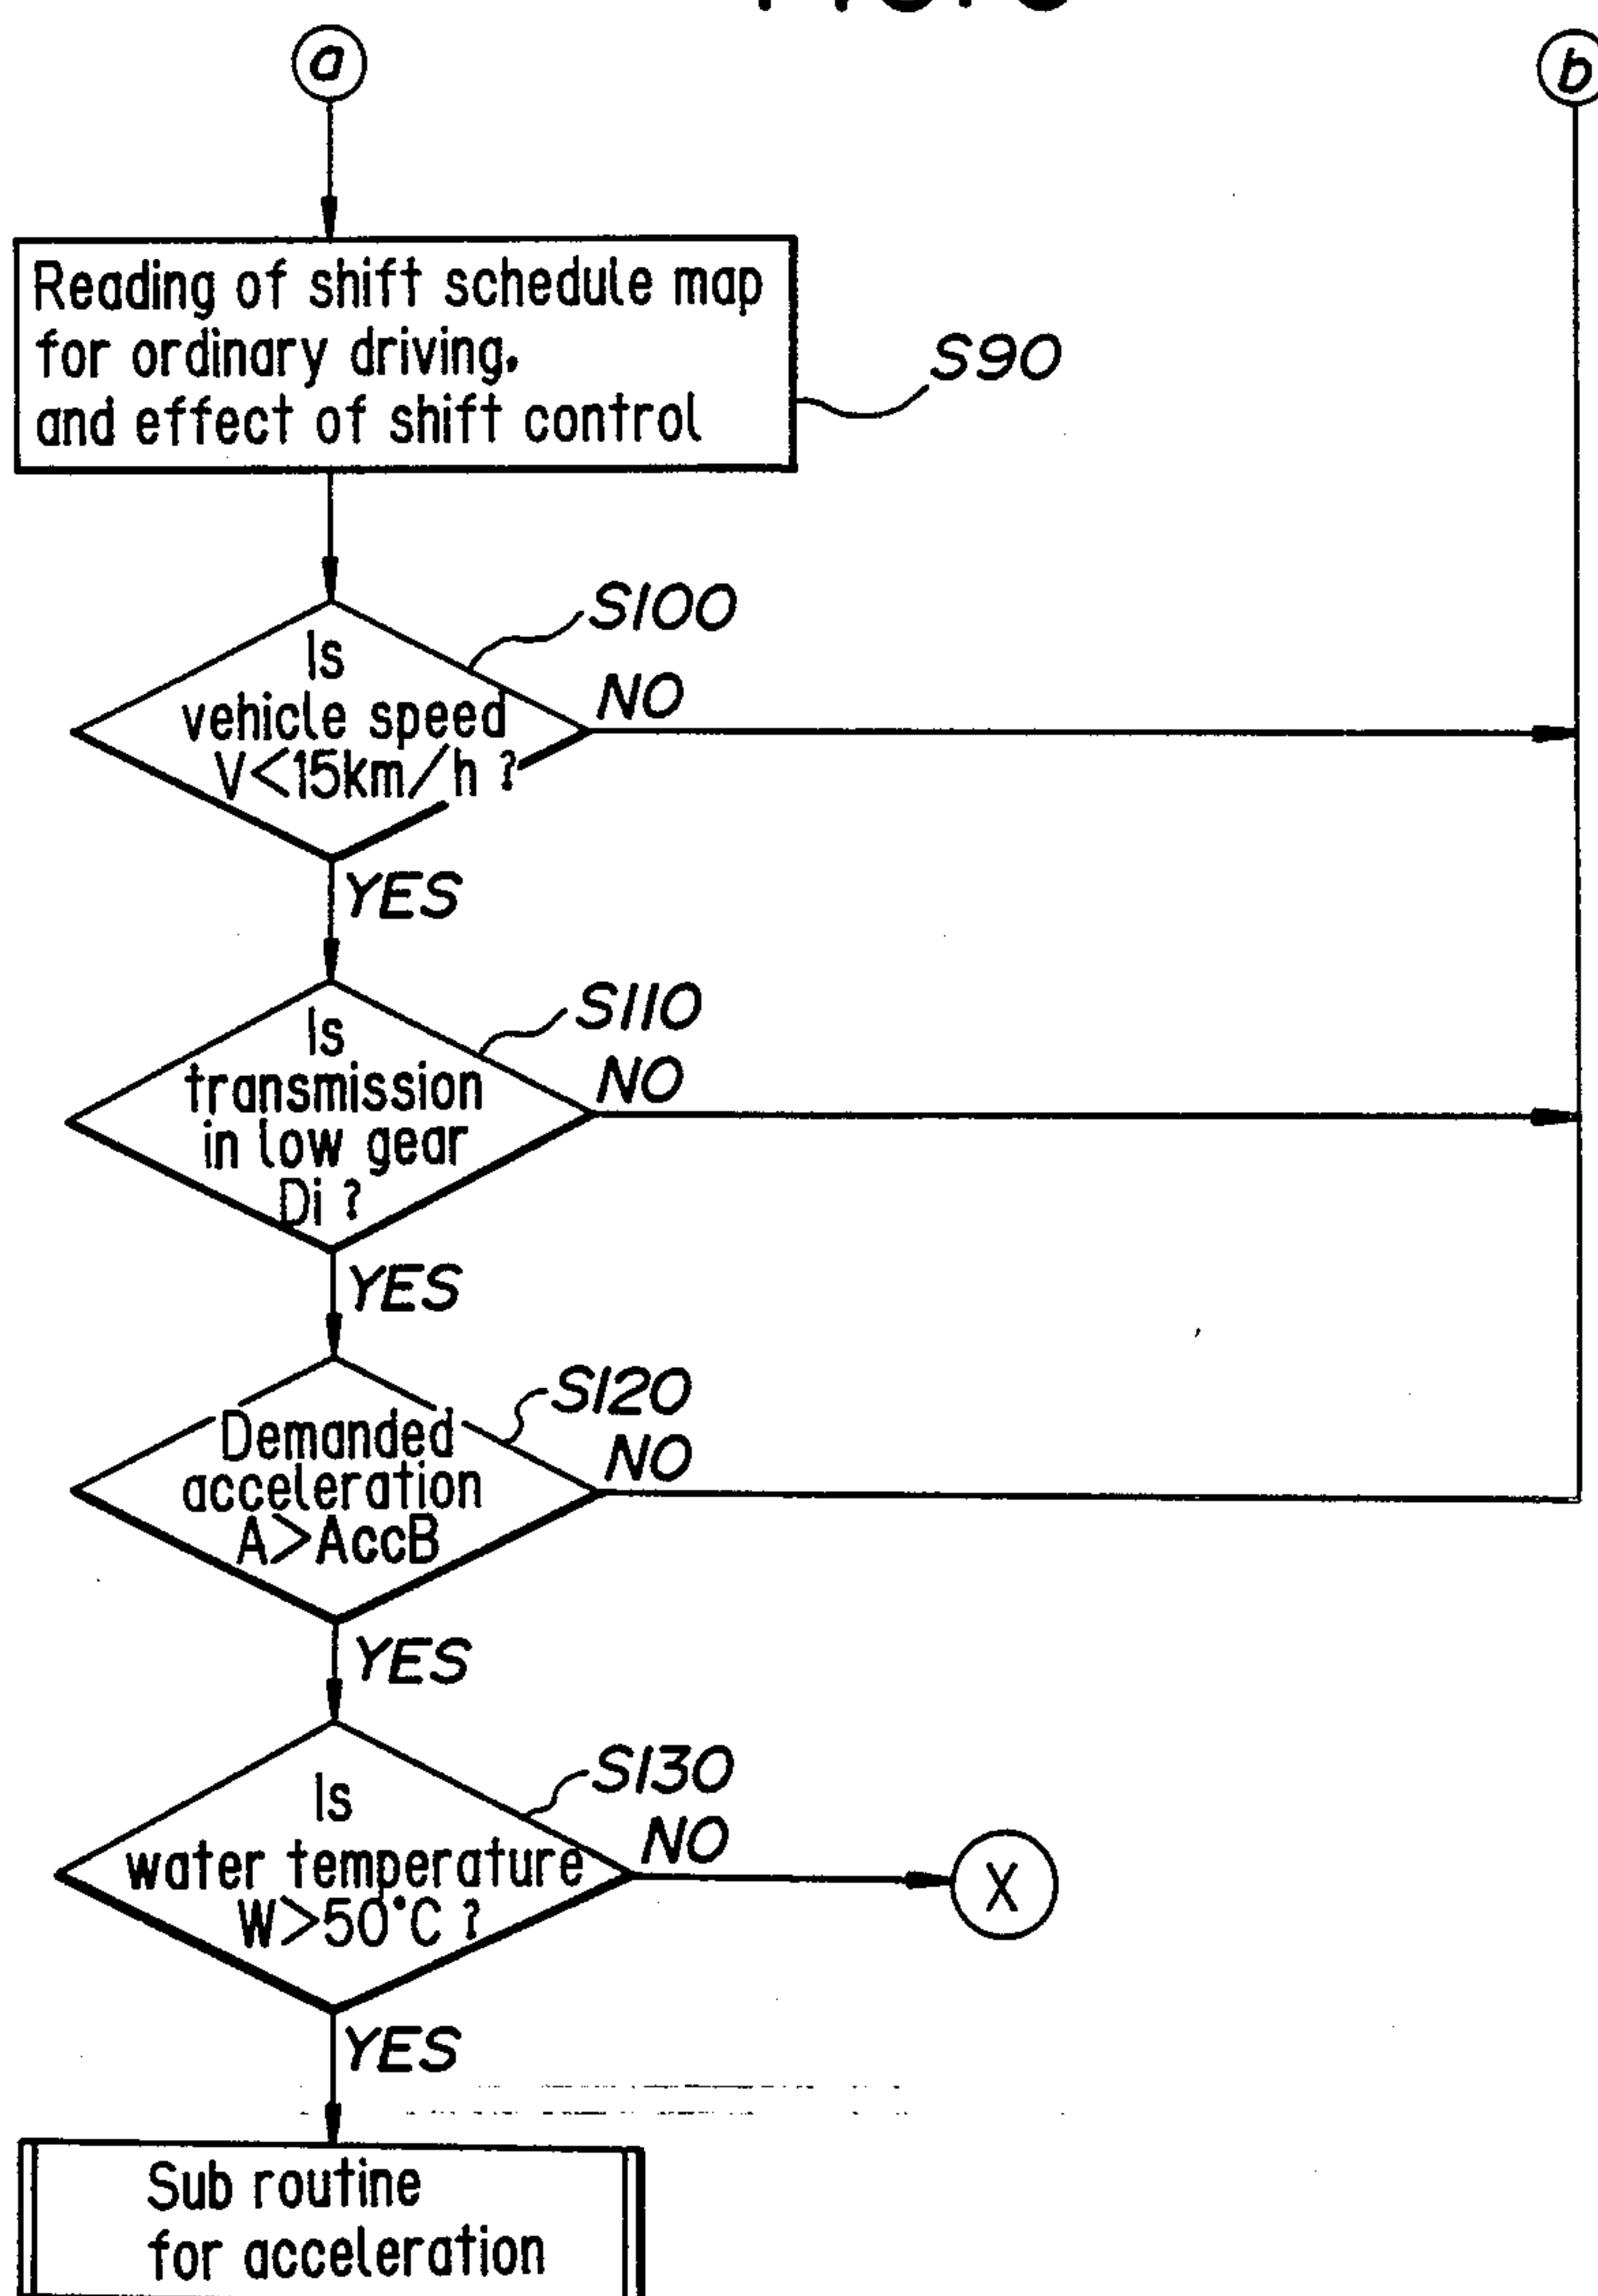 a
b
Reading of shift schedule map
for ordinary driving,
and effect of shift control
S90
S100
Is
vehicle speed
V<15km/h ?
NO
YES
S110
Is
transmission
in low gear
Di ?
NO
YES
S120
Demanded
acceleration
A>AccB
NO
YES
S130
Is
water temperature
W>50°C ?
NO
X
YES
Sub routine
for acceleration